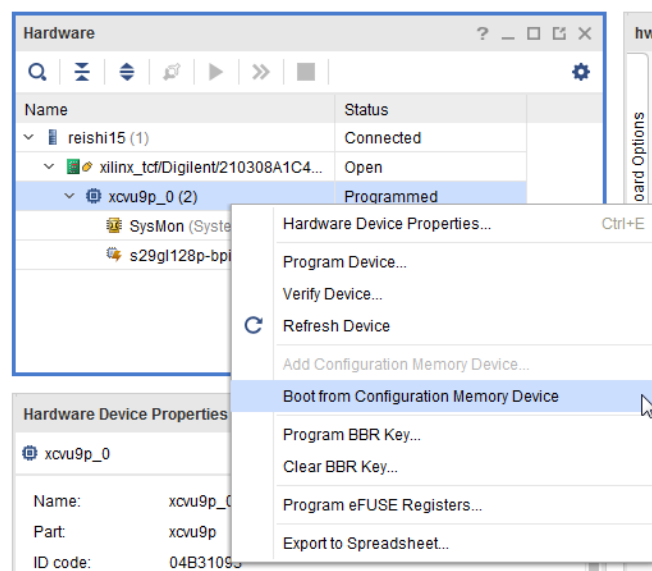 Hardware
?
Name Status
reishi15 (1) Connected
xilinx_tcf/Digilent/210308A1C4... Open
xcvu9p_0 (2) Programmed
SysMon (Syste
s29gl128p-bpi
Hardware Device Properties... Ctrl+E
Program Device...
Verify Device...
Refresh Device
Add Configuration Memory Device...
Boot from Configuration Memory Device
Program BBR Key...
Clear BBR Key...
Program eFUSE Registers...
Export to Spreadsheet...
Hardware Device Properties
xcvu9p_0
Name: xcvu9p_0
Part: xcvu9p
ID code: 04B31093
hw
oard Options